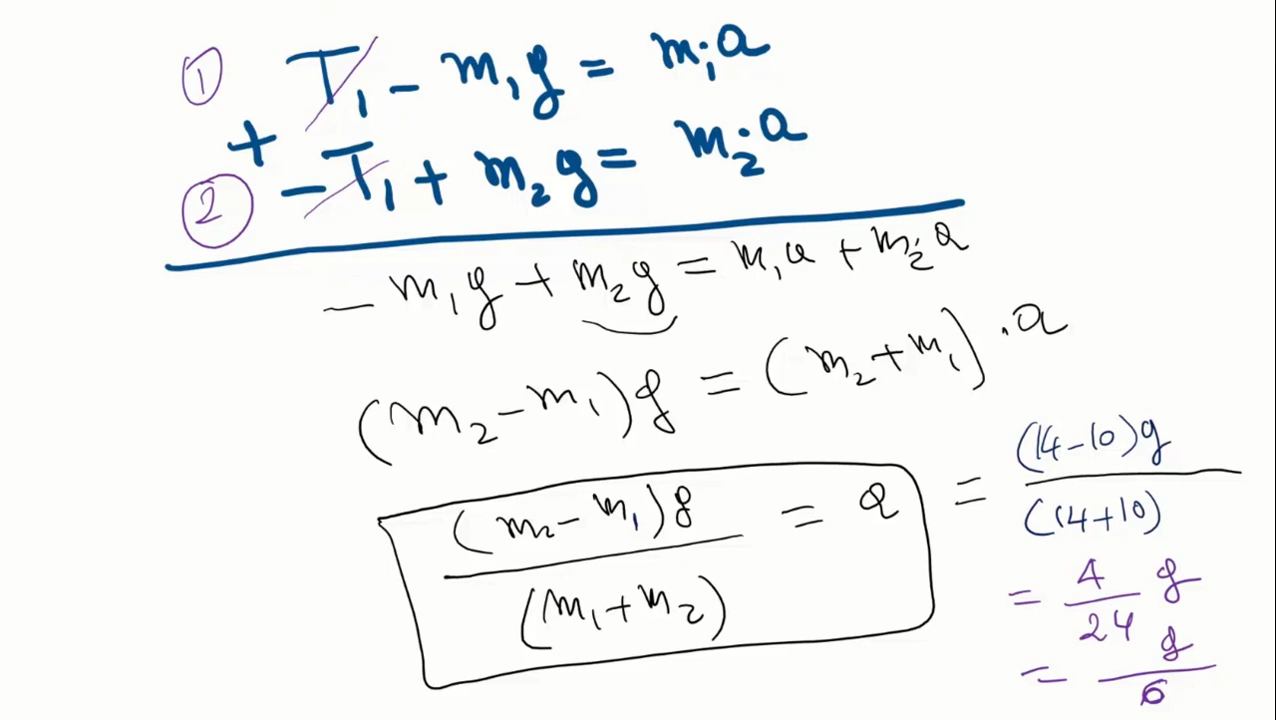 ① T₁ - m₁g = m₁a
+
② -T₁ + m₂g = m₂.a
- m₁g + m₂g = m₁a + m₂a
(m₂ - m₁)g = (m₂ + m₁).a
(m₂ - m₁)g / (m₁ + m₂) = a = (14-10)g / (14+10)
= 4/24 g
= g/6